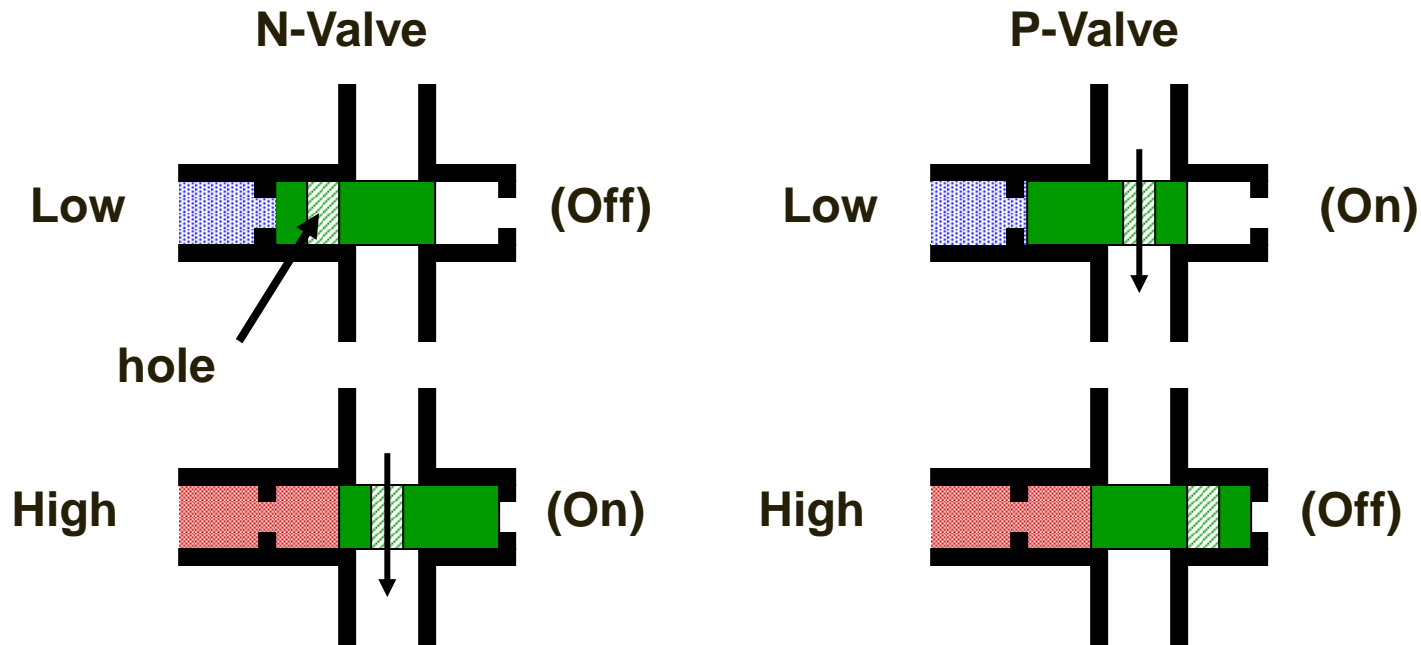 N-Valve
P-Valve
Low
(Off)
Low
(On)
hole
High
(On)
High
(Off)